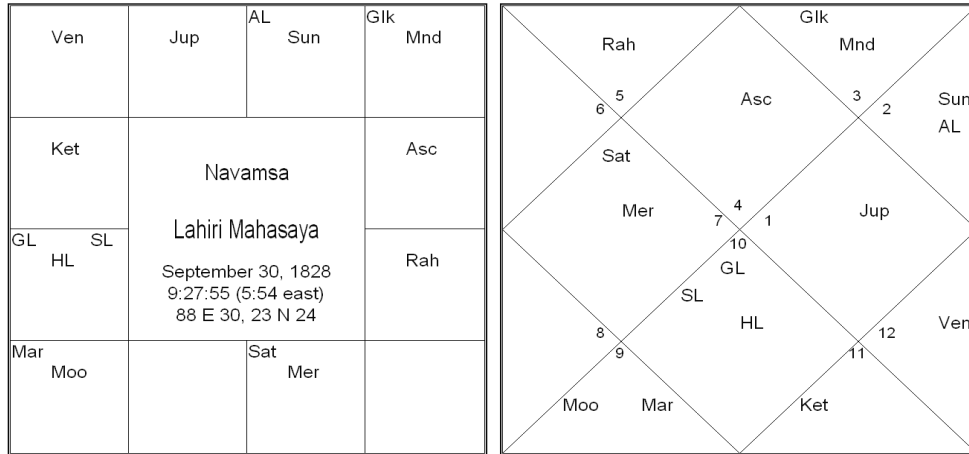 AL Glk
Ven Jup Sun Mnd
Ket Asc
Navamsa
Lahiri Mahasaya
September 30, 1828
9:27:55 (5:54 east)
88 E 30, 23 N 24
GL SL
HL Rah
Mar Sat
Moo Mer
Glk
Rah Mnd
Asc Sun
5 3
6 2
AL
Sat
Mer Jup
4
7 1
10
GL
SL
HL Ven
8 12
9 11
Moo Mar Ket